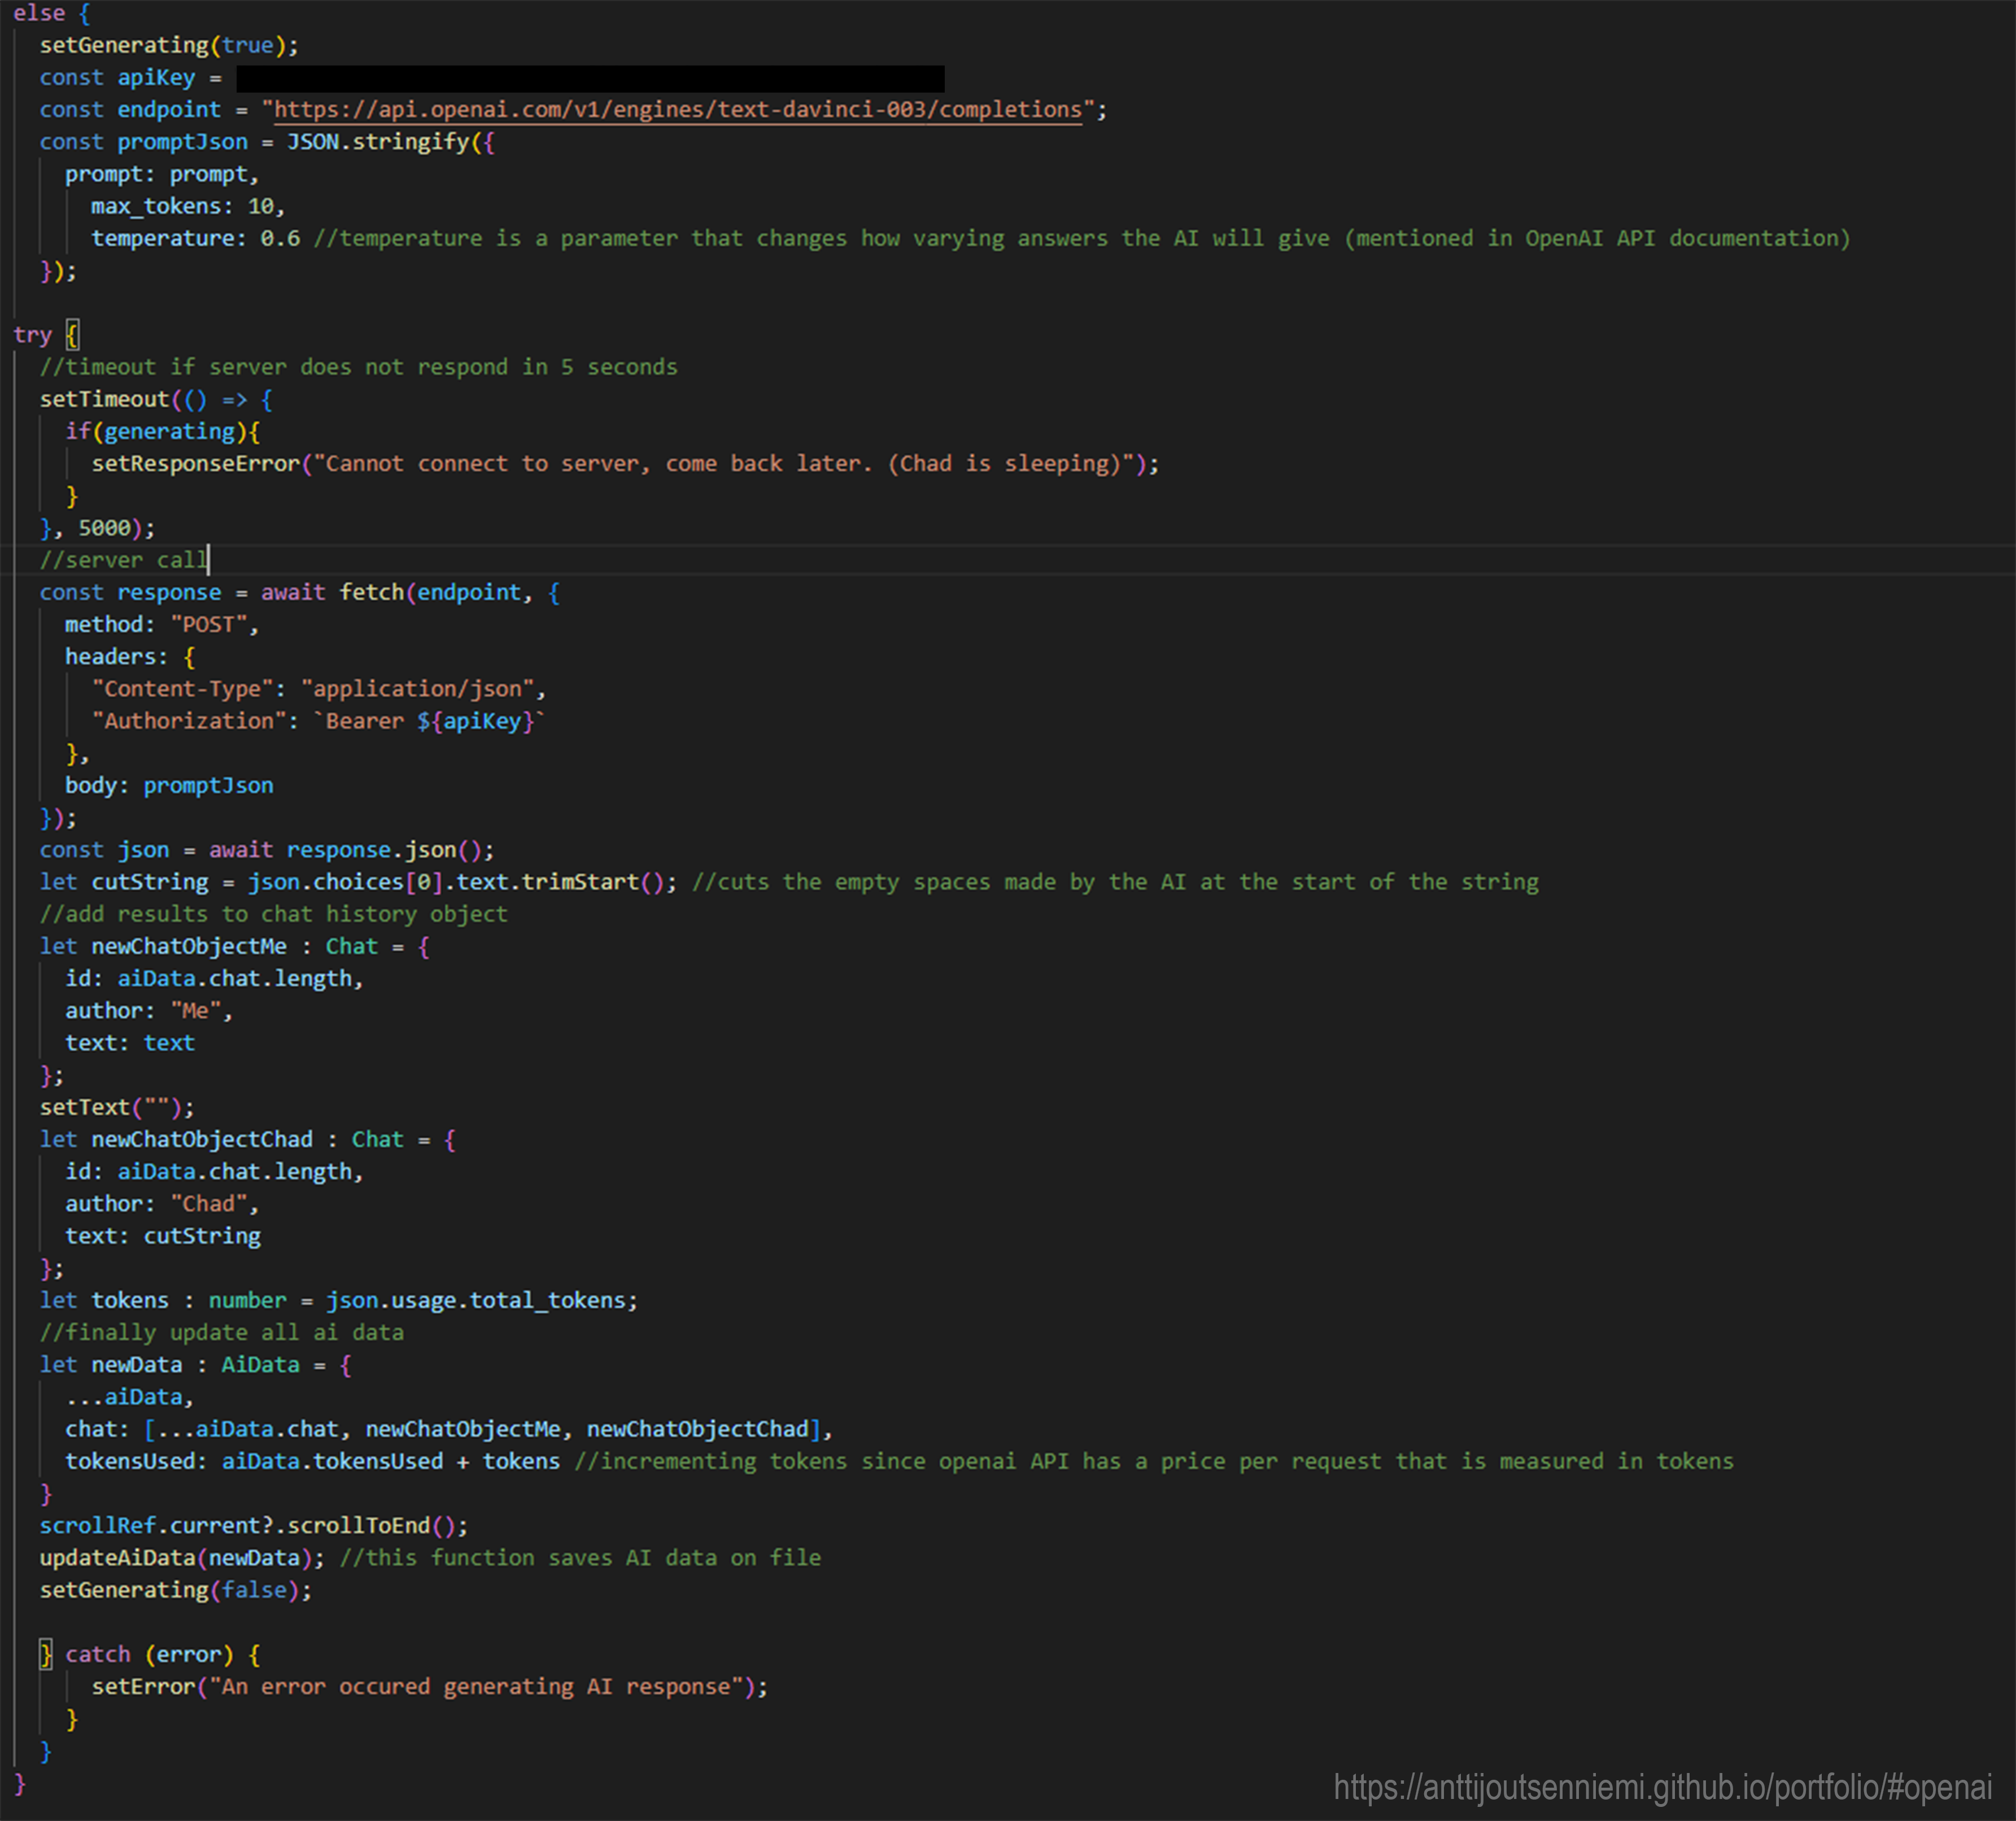 else {
setGenerating(true);
const apiKey =
const endpoint = "https://api.openai.com/v1/engines/text-davinci-003/completions";
const promptJson = JSON.stringify({
prompt: prompt,
max_tokens: 10,
temperature: 0.6 //temperature is a parameter that changes how varying answers the AI will give (mentioned in OpenAI API documentation)
});
try {
//timeout if server does not respond in 5 seconds
setTimeout(() => {
if(generating){
setResponseError("Cannot connect to server, come back later. (Chad is sleeping)");
}
}, 5000);
//server call
const response = await fetch(endpoint, {
method: "POST",
headers: {
"Content-Type": "application/json",
"Authorization": `Bearer ${apiKey}`
},
body: promptJson
});
const json = await response.json();
let cutString = json.choices[0].text.trimStart(); //cuts the empty spaces made by the AI at the start of the string
//add results to chat history object
let newChatObjectMe : Chat = {
id: aiData.chat.length,
author: "Me",
text: text
};
setText("");
let newChatObjectChad : Chat = {
id: aiData.chat.length,
author: "Chad",
text: cutString
};
let tokens : number = json.usage.total_tokens;
//finally update all ai data
let newData : AiData = {
...aiData,
chat: [...aiData.chat, newChatObjectMe, newChatObjectChad],
tokensUsed: aiData.tokensUsed + tokens //incrementing tokens since openai API has a price per request that is measured in tokens
}
scrollRef.current?.scrollToEnd();
updateAiData(newData); //this function saves AI data on file
setGenerating(false);
} catch (error) {
setError("An error occured generating AI response");
}
}
}
https://anttijoutsenniemi.github.io/portfolio/#openai